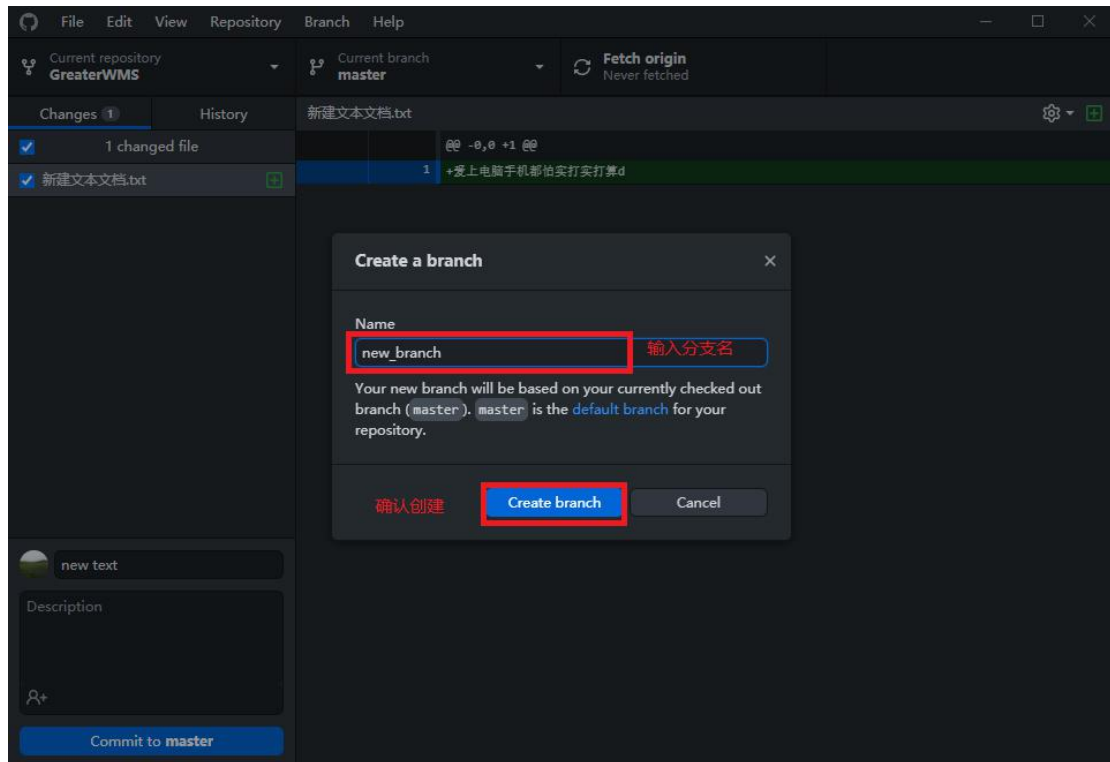 File Edit View Repository Branch Help
Current repository
GreaterWMS
Current branch
master
Fetch origin
Never fetched
Changes 1 History
新建文本文档.txt
1 changed file
新建文本文档.txt
@@ -0,0 +1 @@
1 +爱上电脑手机都怕实打实打算d
Create a branch
Name
new_branch 输入分支名
Your new branch will be based on your currently checked out
branch (master). master is the default branch for your
repository.
确认创建 Create branch Cancel
new text
Description
Commit to master